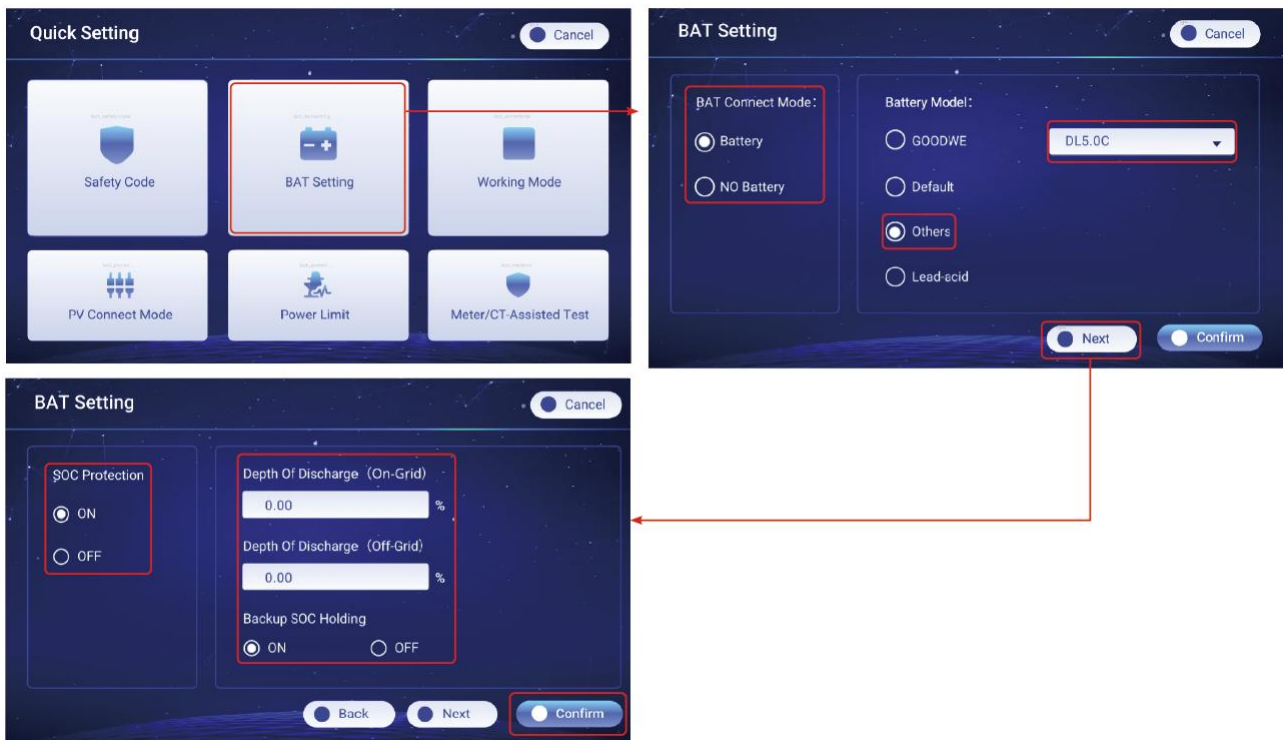 Quick Setting
Cancel
Safety Code
BAT Setting
Working Mode
PV Connect Mode
Power Limit
Meter/CT-Assisted Test
BAT Setting
Cancel
BAT Connect Mode:
Battery
NO Battery
Battery Model:
GOODWE
DL5.0C
Default
Others
Lead-acid
Next
Confirm
BAT Setting
Cancel
SOC Protection
ON
OFF
Depth Of Discharge (On-Grid)
0.00
%
Depth Of Discharge (Off-Grid)
0.00
%
Backup SOC Holding
ON
OFF
Back
Next
Confirm